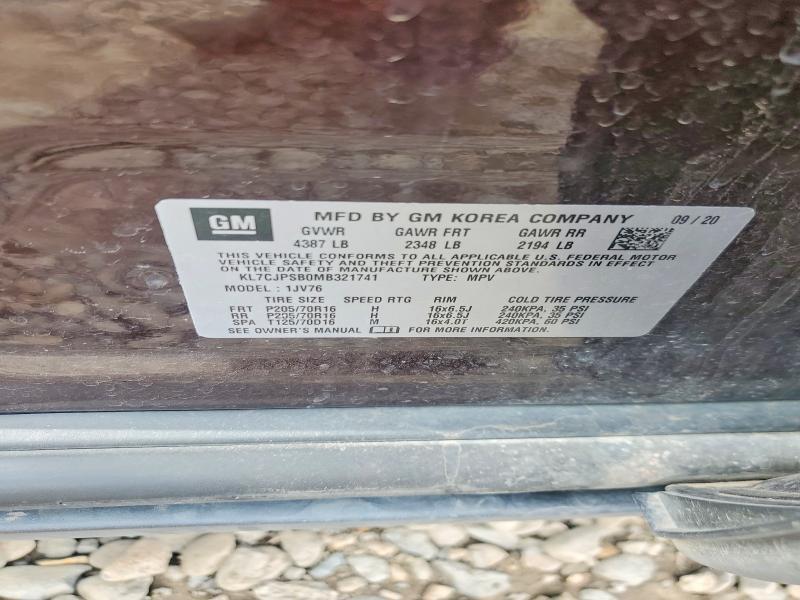 GM MFD BY GM KOREA COMPANY 09 / 20
GVWR GAWR FRT GAWR RR
4387 LB 2348 LB 2194 LB
THIS VEHICLE CONFORMS TO ALL APPLICABLE U.S. FEDERAL MOTOR
VEHICLE SAFETY AND THEFT PREVENTION STANDARDS IN EFFECT
ON THE DATE OF MANUFACTURE SHOWN ABOVE.
KL7CJPSB0MB321741 TYPE: MPV
MODEL : 1JV76
TIRE SIZE SPEED RTG RIM COLD TIRE PRESSURE
FRT P205/70R16 H 16x6.5J 240KPA, 35 PSI
RR P205/70R16 H 16x6.5J 240KPA, 35 PSI
SPA T125/70D16 M 16x4.0T 420KPA, 60 PSI
SEE OWNER'S MANUAL FOR MORE INFORMATION.